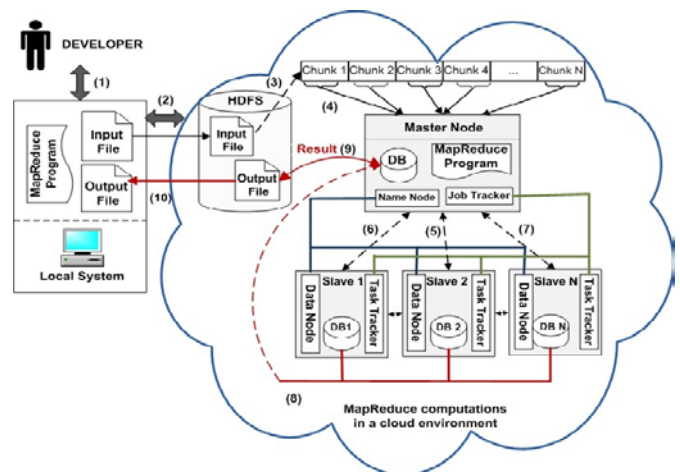 DEVELOPER
(1)
(2)
MapReduce
Program
Input
File
Output
File
Local System
HDFS
Input
File
Output
File
(3)
Chunk 1
Chunk 2
Chunk 3
Chunk 4
...
Chunk N
(4)
Master Node
DB
MapReduce
Program
Name Node
Job Tracker
Result (9)
(10)
(6)
(5)
(7)
Slave 1
Data Node
DB1
Task Tracker
Slave 2
Data Node
DB 2
Task Tracker
Slave N
Data Node
DB N
Task Tracker
(8)
MapReduce computations
in a cloud environment